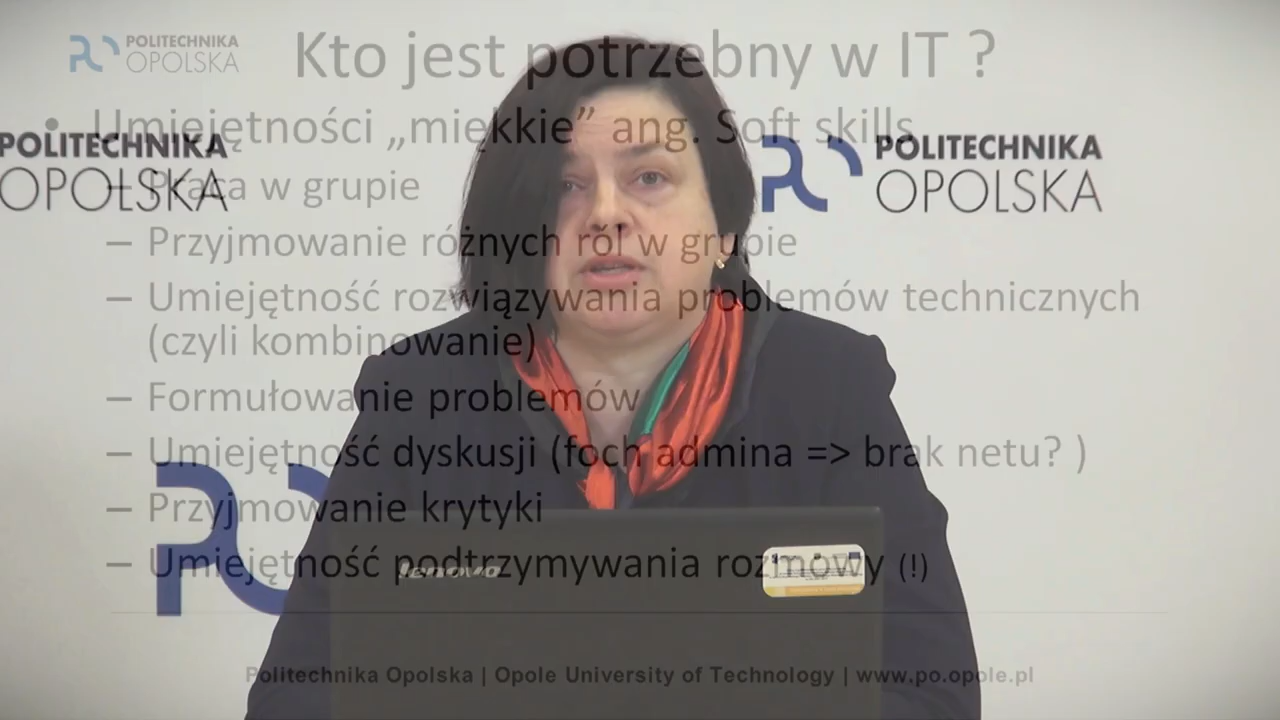 POLITECHNIKA
OPOLSKA
Kto jest potrzebny w IT ?
• Umiejętności „miękkie” ang. Soft skills
POLITECHNIKA
OPOLSKA
POLITECHNIKA
OPOLSKA
– Praca w grupie
– Przyjmowanie różnych ról w grupie
– Umiejętność rozwiązywania problemów technicznych
(czyli kombinowanie)
– Formułowanie problemów
– Umiejętność dyskusji (foch admina => brak netu? )
– Przyjmowanie krytyki
– Umiejętność podtrzymywania rozmowy (!)
lenovo
Politechnika Opolska | Opole University of Technology | www.po.opole.pl